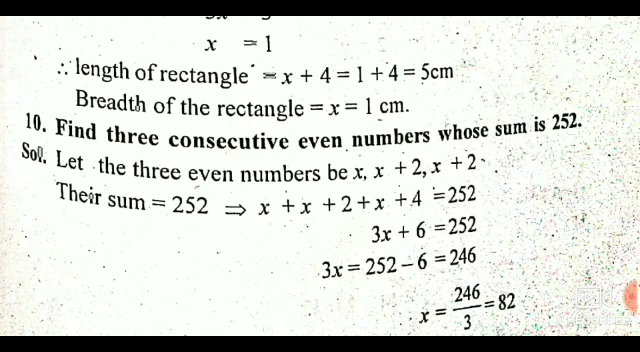 x = 1
∴ length of rectangle = x + 4 = 1 + 4 = 5cm
Breadth of the rectangle = x = 1 cm.
10. Find three consecutive even numbers whose sum is 252.
Sol. Let the three even numbers be x, x + 2, x + 2
Their sum = 252 ⇒ x + x + 2 + x + 4 = 252
3x + 6 = 252
3x = 252 – 6 = 246
x = 246/3 = 82